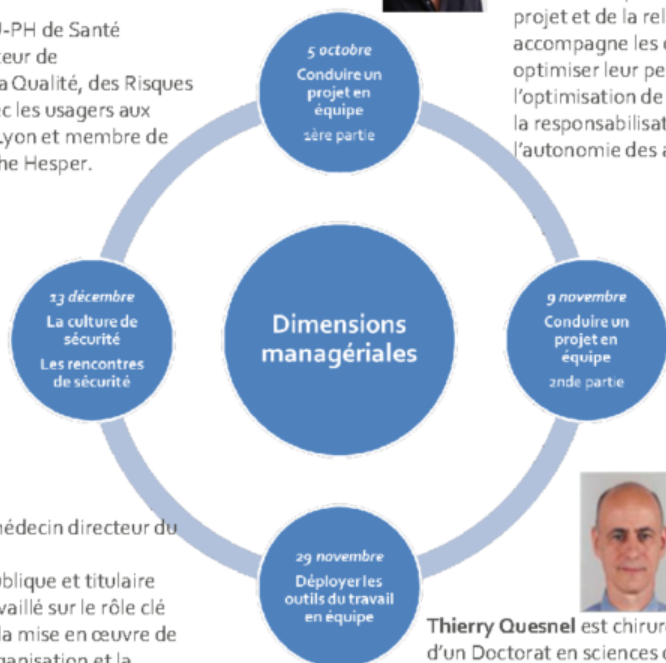 -PH de Santé
teur de
a Qualité, des Risques
ec les usagers aux
Lyon et membre de
he Hesper.
projet et de la rel
accompagne les
optimiser leur pe
l'optimisation de
la responsabilisat
l'autonomie des a
5 octobre
Conduire un
projet en
équipe
1ère partie
13 décembre
La culture de
sécurité
Les rencontres
de sécurité
Dimensions
managériales
9 novembre
Conduire un
projet en
équipe
2nde partie
29 novembre
Déployer les
outils du travail
en équipe
médecin directeur du
blique et titulaire
vaillé sur le rôle clé
la mise en œuvre de
ganisation et la
Thierry Quesnel est chirur
d'un Doctorat en sciences